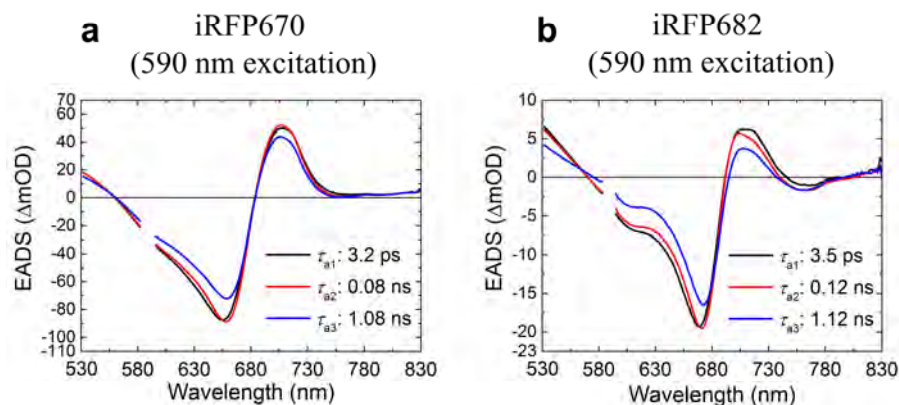 a
iRFP670
(590 nm excitation)
b
iRFP682
(590 nm excitation)
EADS (ΔmOD)
70
60
40
20
0
-20
-40
-60
-80
-100
-110
τa1: 3.2 ps
τa2: 0.08 ns
τa3: 1.08 ns
530 580 630 680 730 780 830
Wavelength (nm)
EADS (ΔmOD)
10
5
0
-5
-10
-15
-20
-23
τa1: 3.5 ps
τa2: 0.12 ns
τa3: 1.12 ns
530 580 630 680 730 780 830
Wavelength (nm)